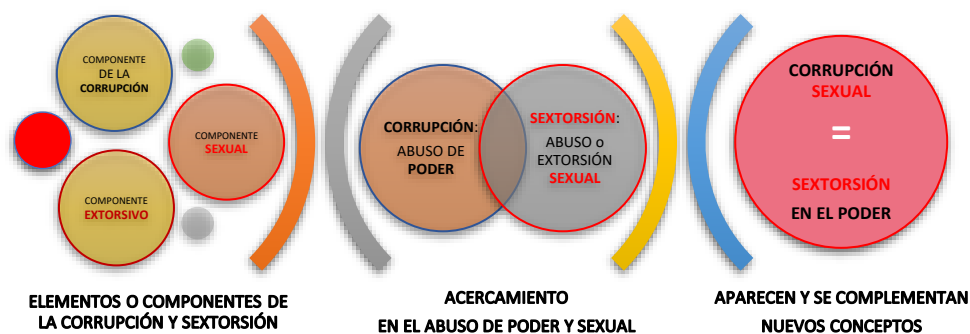 COMPONENTE
DE LA
CORRUPCIÓN
COMPONENTE
SEXUAL
COMPONENTE
EXTORSIVO
ELEMENTOS O COMPONENTES DE
LA CORRUPCIÓN Y SEXTORSIÓN
CORRUPCIÓN:
ABUSO DE
PODER
SEXTORSIÓN:
ABUSO o
EXTORSIÓN
SEXUAL
ACERCAMIENTO
EN EL ABUSO DE PODER Y SEXUAL
CORRUPCIÓN
SEXUAL
=
SEXTORSIÓN
EN EL PODER
APARECEN Y SE COMPLEMENTAN
NUEVOS CONCEPTOS